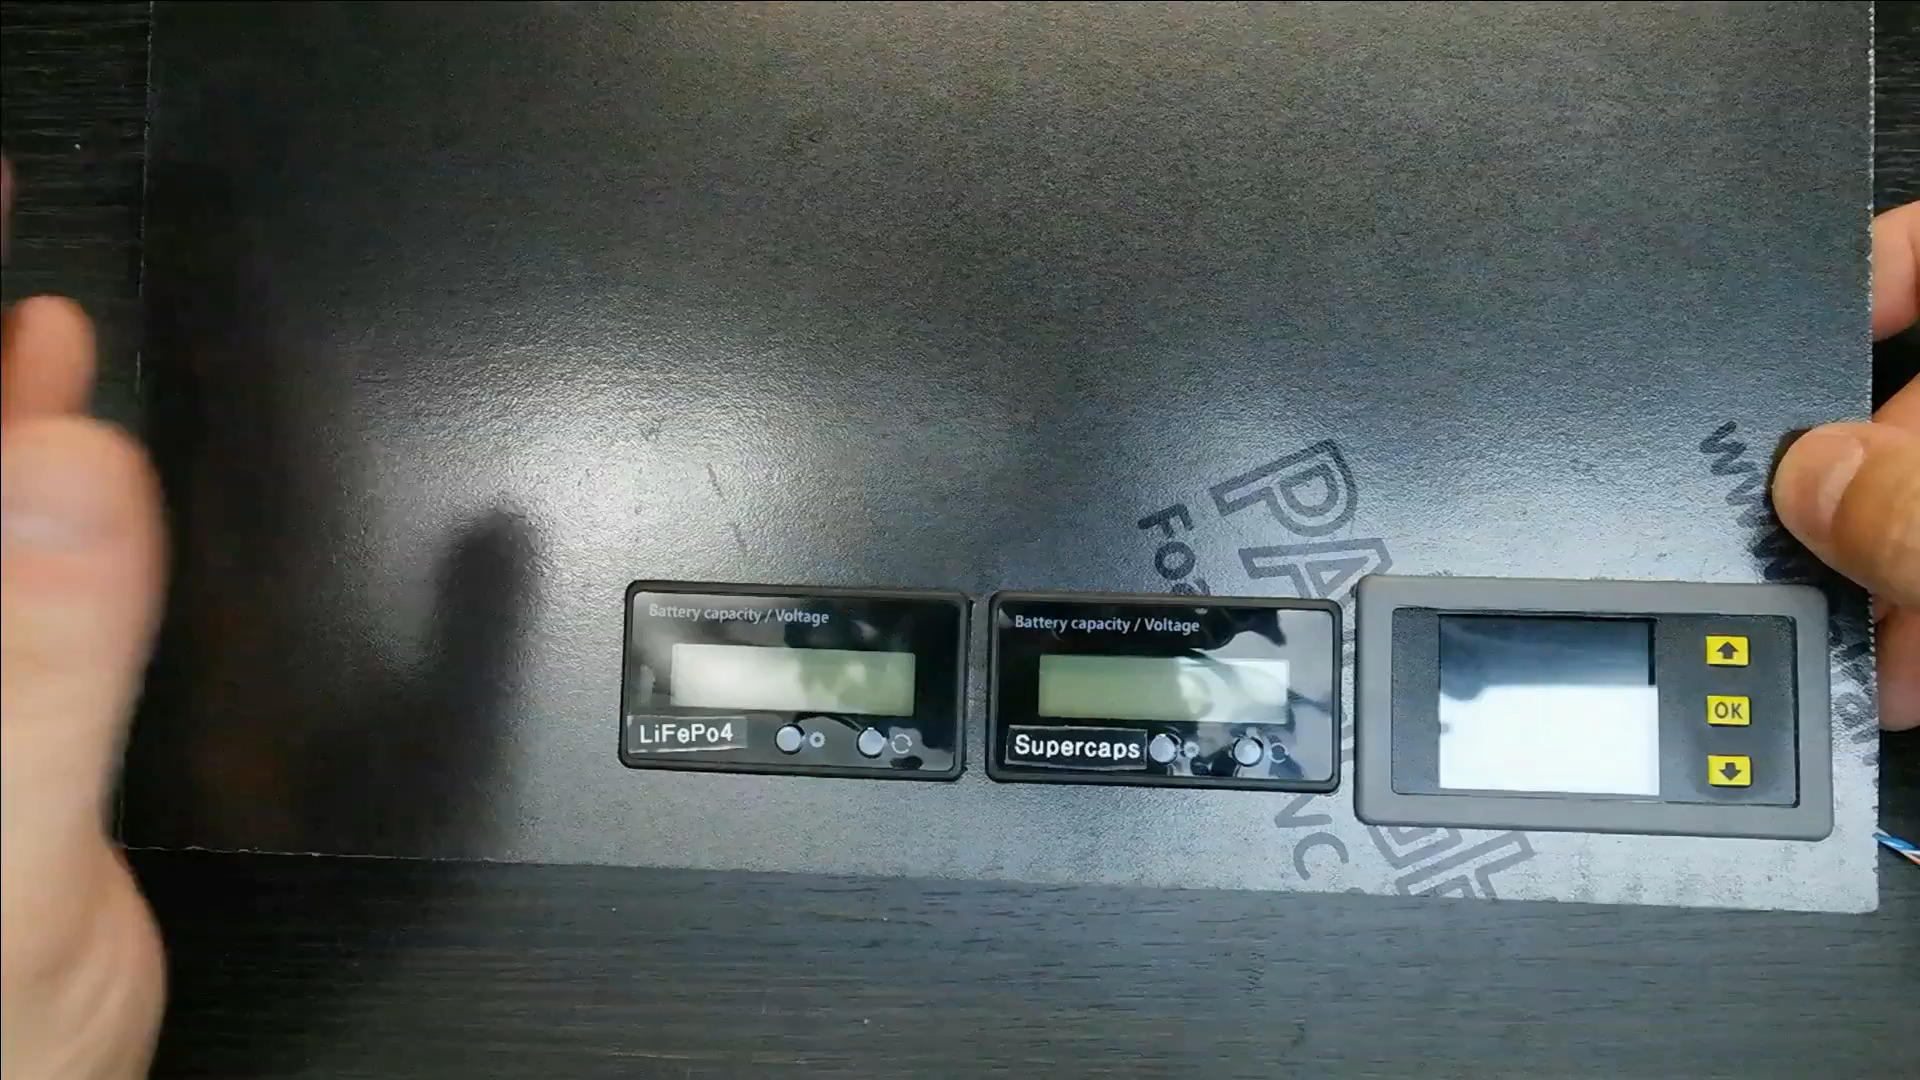 Battery capacity / Voltage
LiFePo4
Battery capacity / Voltage
Supercaps
OK